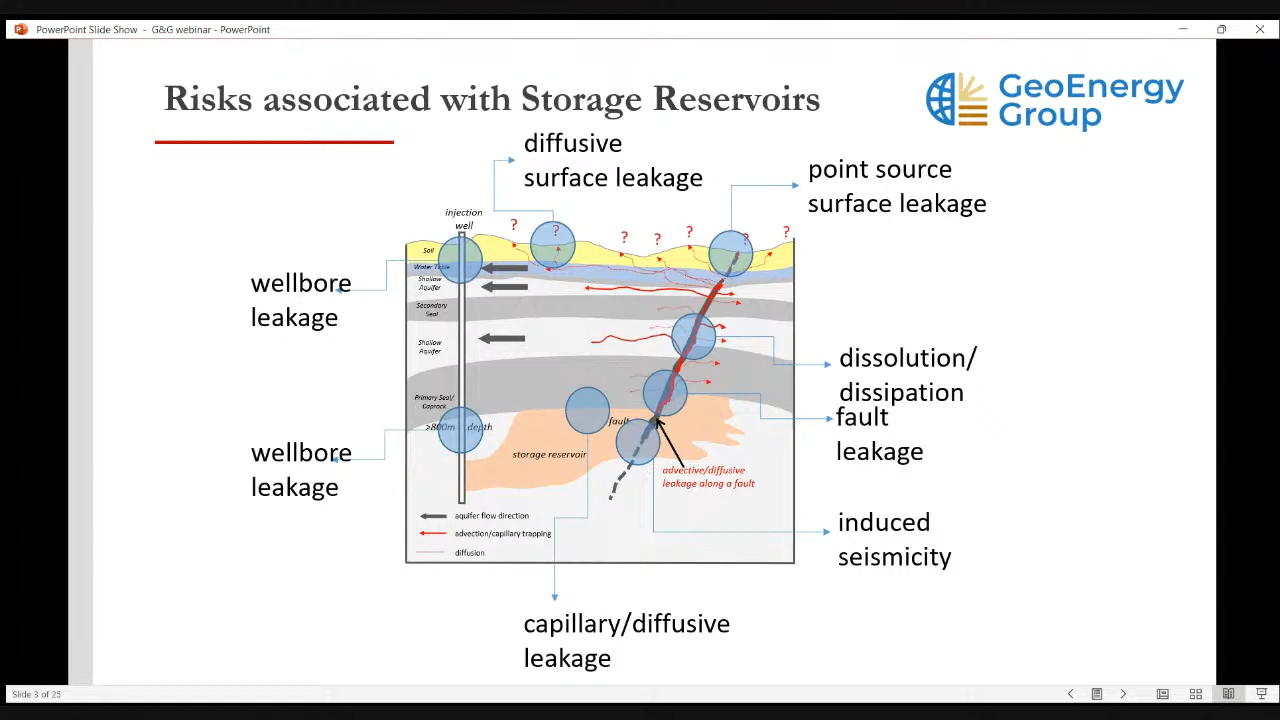 PowerPoint Slide Show - G&G webinar - PowerPoint
Risks associated with Storage Reservoirs
GeoEnergy
Group
diffusive
surface leakage
point source
surface leakage
injection
well
?
?
?
?
?
?
?
Soil
Water Table
Shallow
Aquifer
Secondary
Seal
Shallow
Aquifer
Primary Seal/
Caprock
>800m depth
wellbore
leakage
wellbore
leakage
dissolution/
dissipation
fault
leakage
fault
storage reservoir
advective/diffusive
leakage along a fault
induced
seismicity
aquifer flow direction
advection/capillary trapping
diffusion
capillary/diffusive
leakage
Slide 3 of 25